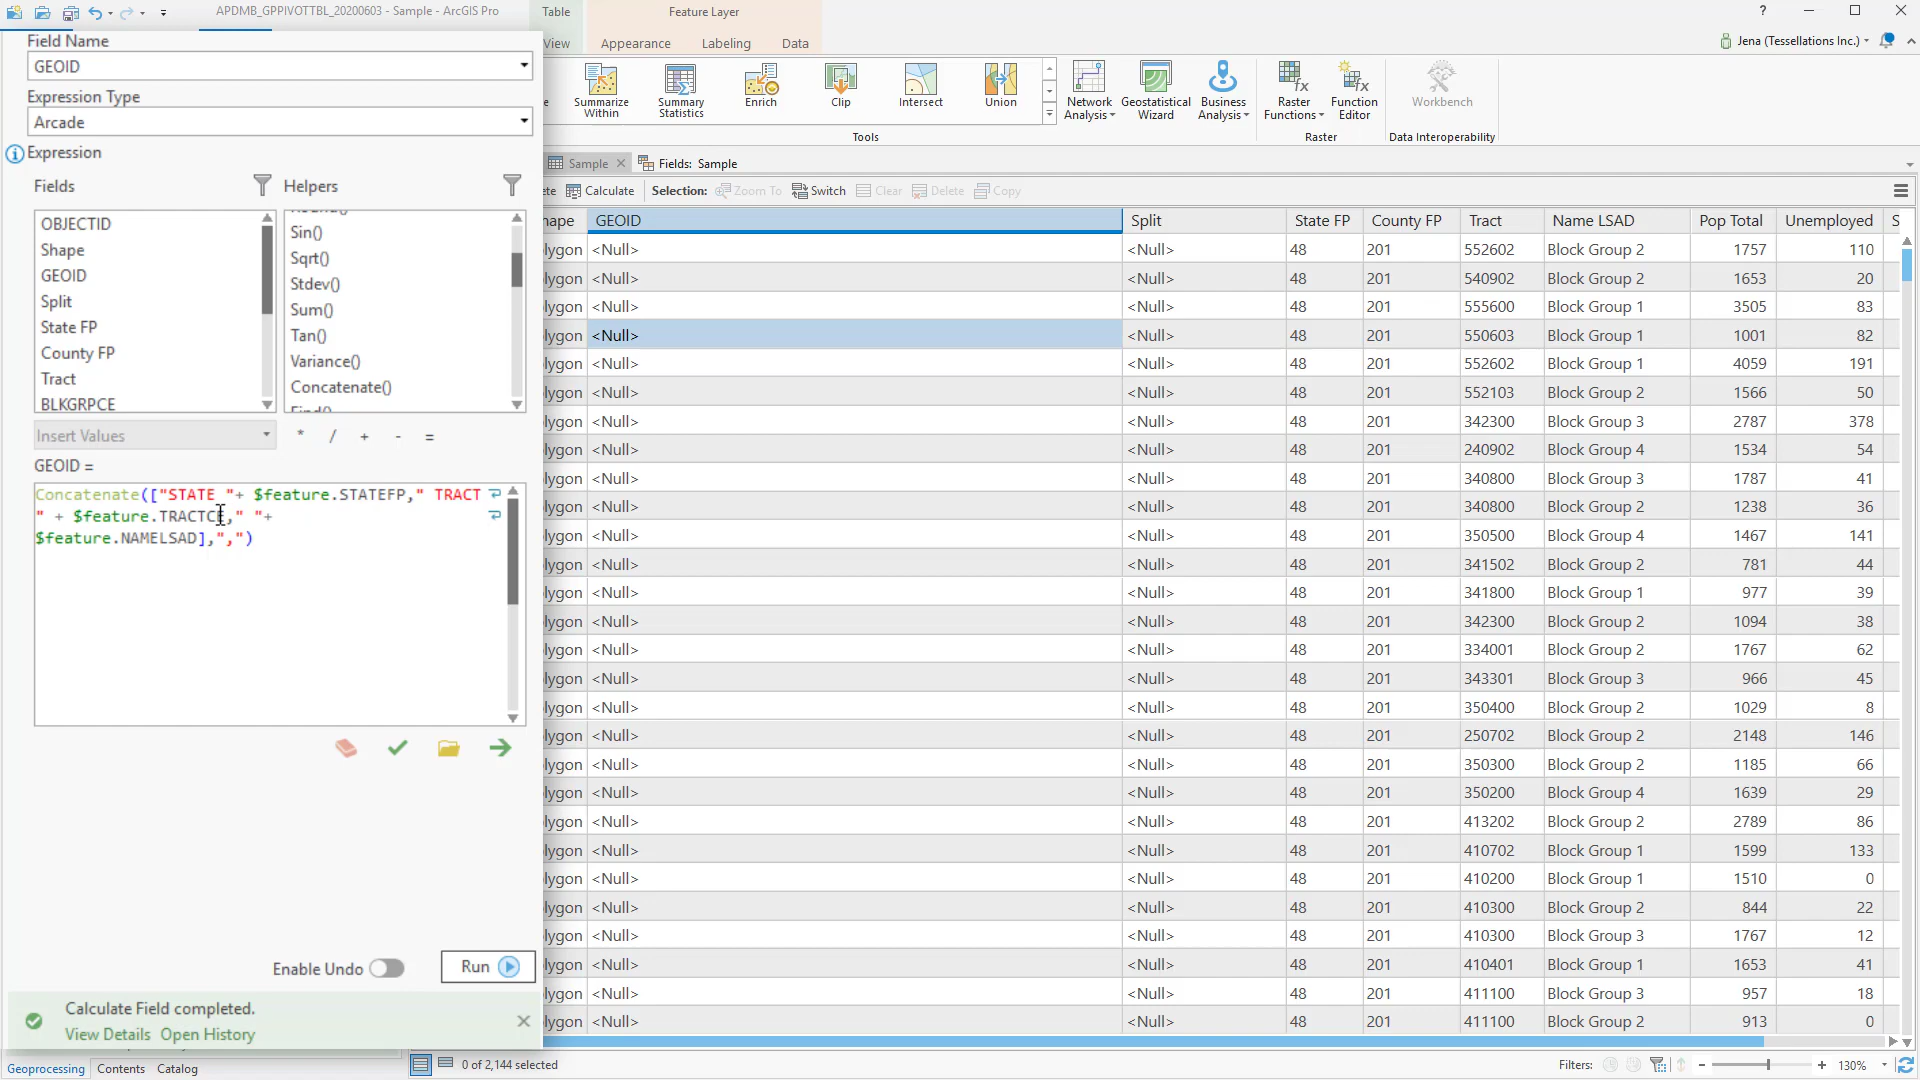 APDMB_GPPIVOTTBL_20200603 - Sample - ArcGIS Pro
Table
Feature Layer
?
View
Appearance
Labeling
Data
Jena (Tessellations Inc.)
Summarize Within
Summary Statistics
Enrich
Clip
Intersect
Union
Network Analysis
Geostatistical Wizard
Business Analysis
Raster Functions
Function Editor
Workbench
Tools
Raster
Data Interoperability
Field Name
GEOID
Expression Type
Arcade
Expression
Fields
Helpers
OBJECTID
Shape
GEOID
Split
State FP
County FP
Tract
BLKGRPCE
Sin()
Sqrt()
Stdev()
Sum()
Tan()
Variance()
Concatenate()
Insert Values
* / + - =
GEOID =
Concatenate(["STATE "+ $feature.STATEFP," TRACT
" + $feature.TRACTCE," "+
$feature.NAMELSAD],",")
Enable Undo
Run
Calculate Field completed.
View Details Open History
Geoprocessing Contents Catalog
Sample
Fields: Sample
Calculate Selection: Zoom To Switch Clear Delete Copy
GEOID Split State FP County FP Tract Name LSAD Pop Total Unemployed
<Null> <Null> 48 201 552602 Block Group 2 1757 110
<Null> <Null> 48 201 540902 Block Group 2 1653 20
<Null> <Null> 48 201 555600 Block Group 1 3505 83
<Null> <Null> 48 201 550603 Block Group 1 1001 82
<Null> <Null> 48 201 552602 Block Group 1 4059 191
<Null> <Null> 48 201 552103 Block Group 2 1566 50
<Null> <Null> 48 201 342300 Block Group 3 2787 378
<Null> <Null> 48 201 240902 Block Group 4 1534 54
<Null> <Null> 48 201 340800 Block Group 3 1787 41
<Null> <Null> 48 201 340800 Block Group 2 1238 36
<Null> <Null> 48 201 350500 Block Group 4 1467 141
<Null> <Null> 48 201 341502 Block Group 2 781 44
<Null> <Null> 48 201 341800 Block Group 1 977 39
<Null> <Null> 48 201 342300 Block Group 2 1094 38
<Null> <Null> 48 201 334001 Block Group 2 1767 62
<Null> <Null> 48 201 343301 Block Group 3 966 45
<Null> <Null> 48 201 350400 Block Group 2 1029 8
<Null> <Null> 48 201 250702 Block Group 2 2148 146
<Null> <Null> 48 201 350300 Block Group 2 1185 66
<Null> <Null> 48 201 350200 Block Group 4 1639 29
<Null> <Null> 48 201 413202 Block Group 2 2789 86
<Null> <Null> 48 201 410702 Block Group 1 1599 133
<Null> <Null> 48 201 410200 Block Group 1 1510 0
<Null> <Null> 48 201 410300 Block Group 2 844 22
<Null> <Null> 48 201 410300 Block Group 3 1767 12
<Null> <Null> 48 201 410401 Block Group 1 1653 41
<Null> <Null> 48 201 411100 Block Group 3 957 18
<Null> <Null> 48 201 411100 Block Group 2 913 0
0 of 2,144 selected
Filters:
130%